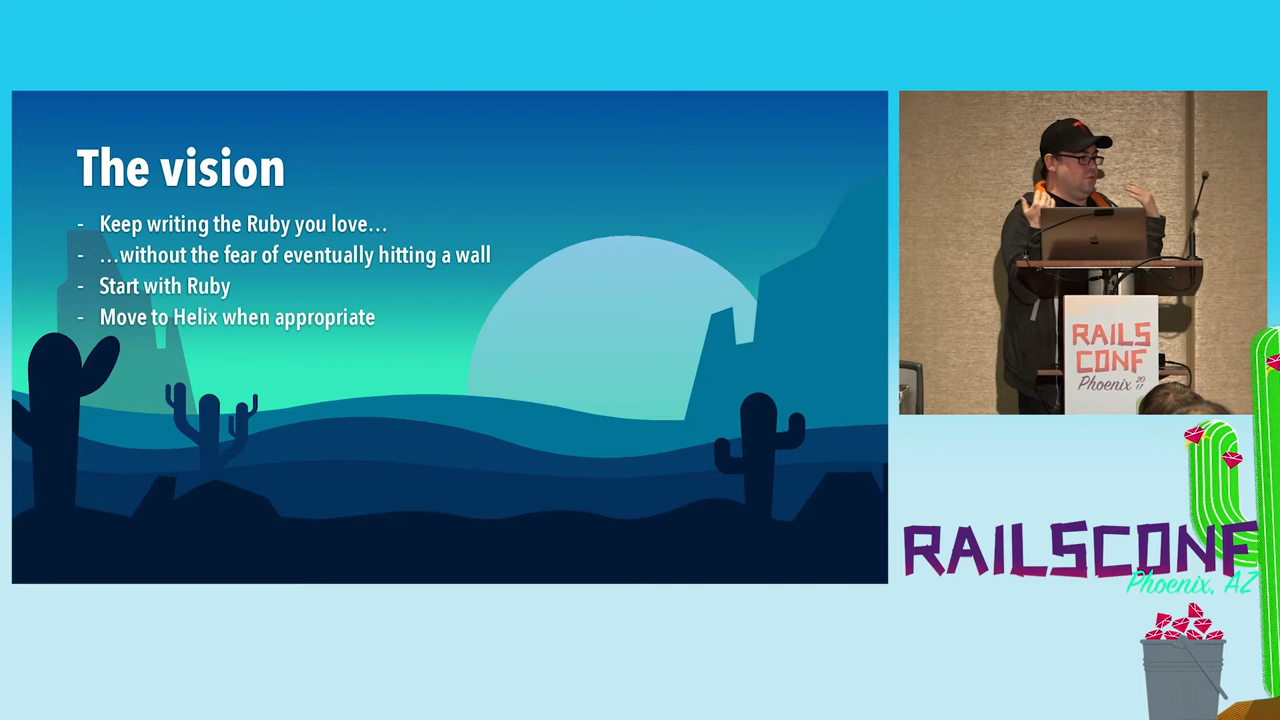 The vision
- Keep writing the Ruby you love…
- …without the fear of eventually hitting a wall
- Start with Ruby
- Move to Helix when appropriate
RAILS
CONF
Phoenix 2017
RAILSCONF
Phoenix, AZ